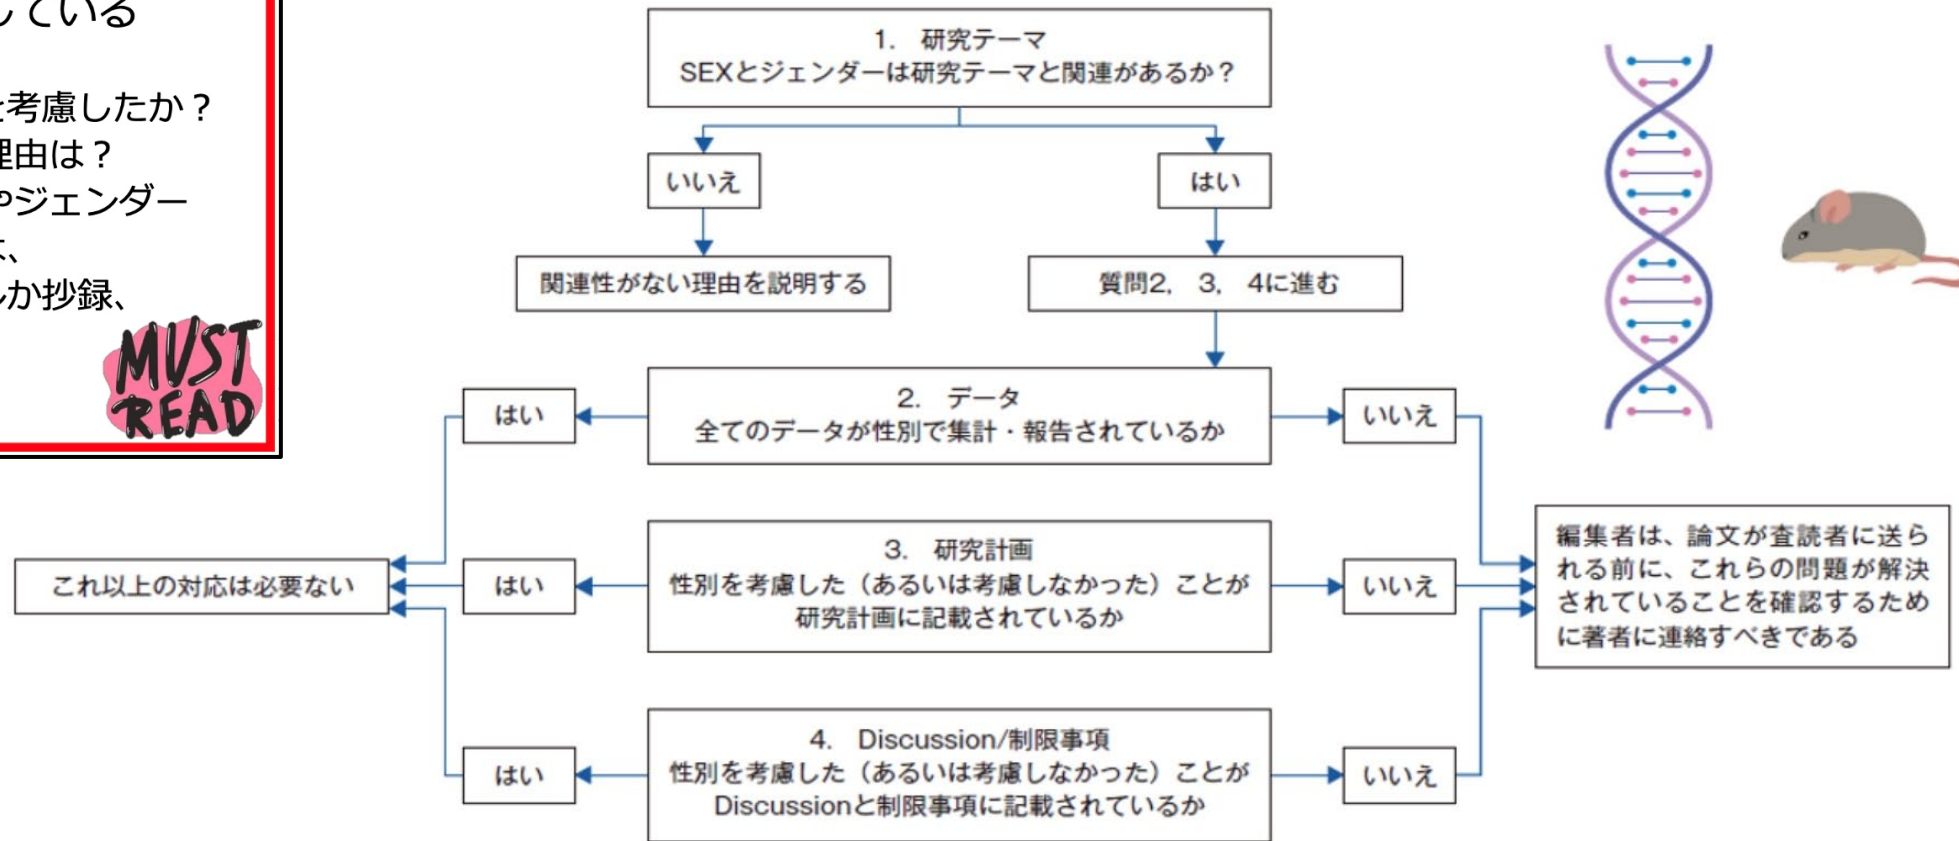 している
を考慮したか？
理由は？
やジェンダー
、
か抄録、
MUST
READ
1. 研究テーマ
SEXとジェンダーは研究テーマと関連があるか？
いいえ
はい
関連性がない理由を説明する
質問2, 3, 4に進む
2. データ
全てのデータが性別で集計・報告されているか
はい
いいえ
3. 研究計画
性別を考慮した（あるいは考慮しなかった）ことが
研究計画に記載されているか
はい
いいえ
これ以上の対応は必要ない
編集者は、論文が査読者に送ら
れる前に、これらの問題が解決
されていることを確認するため
に著者に連絡すべきである
4. Discussion/制限事項
性別を考慮した（あるいは考慮しなかった）ことが
Discussionと制限事項に記載されているか
はい
いいえ